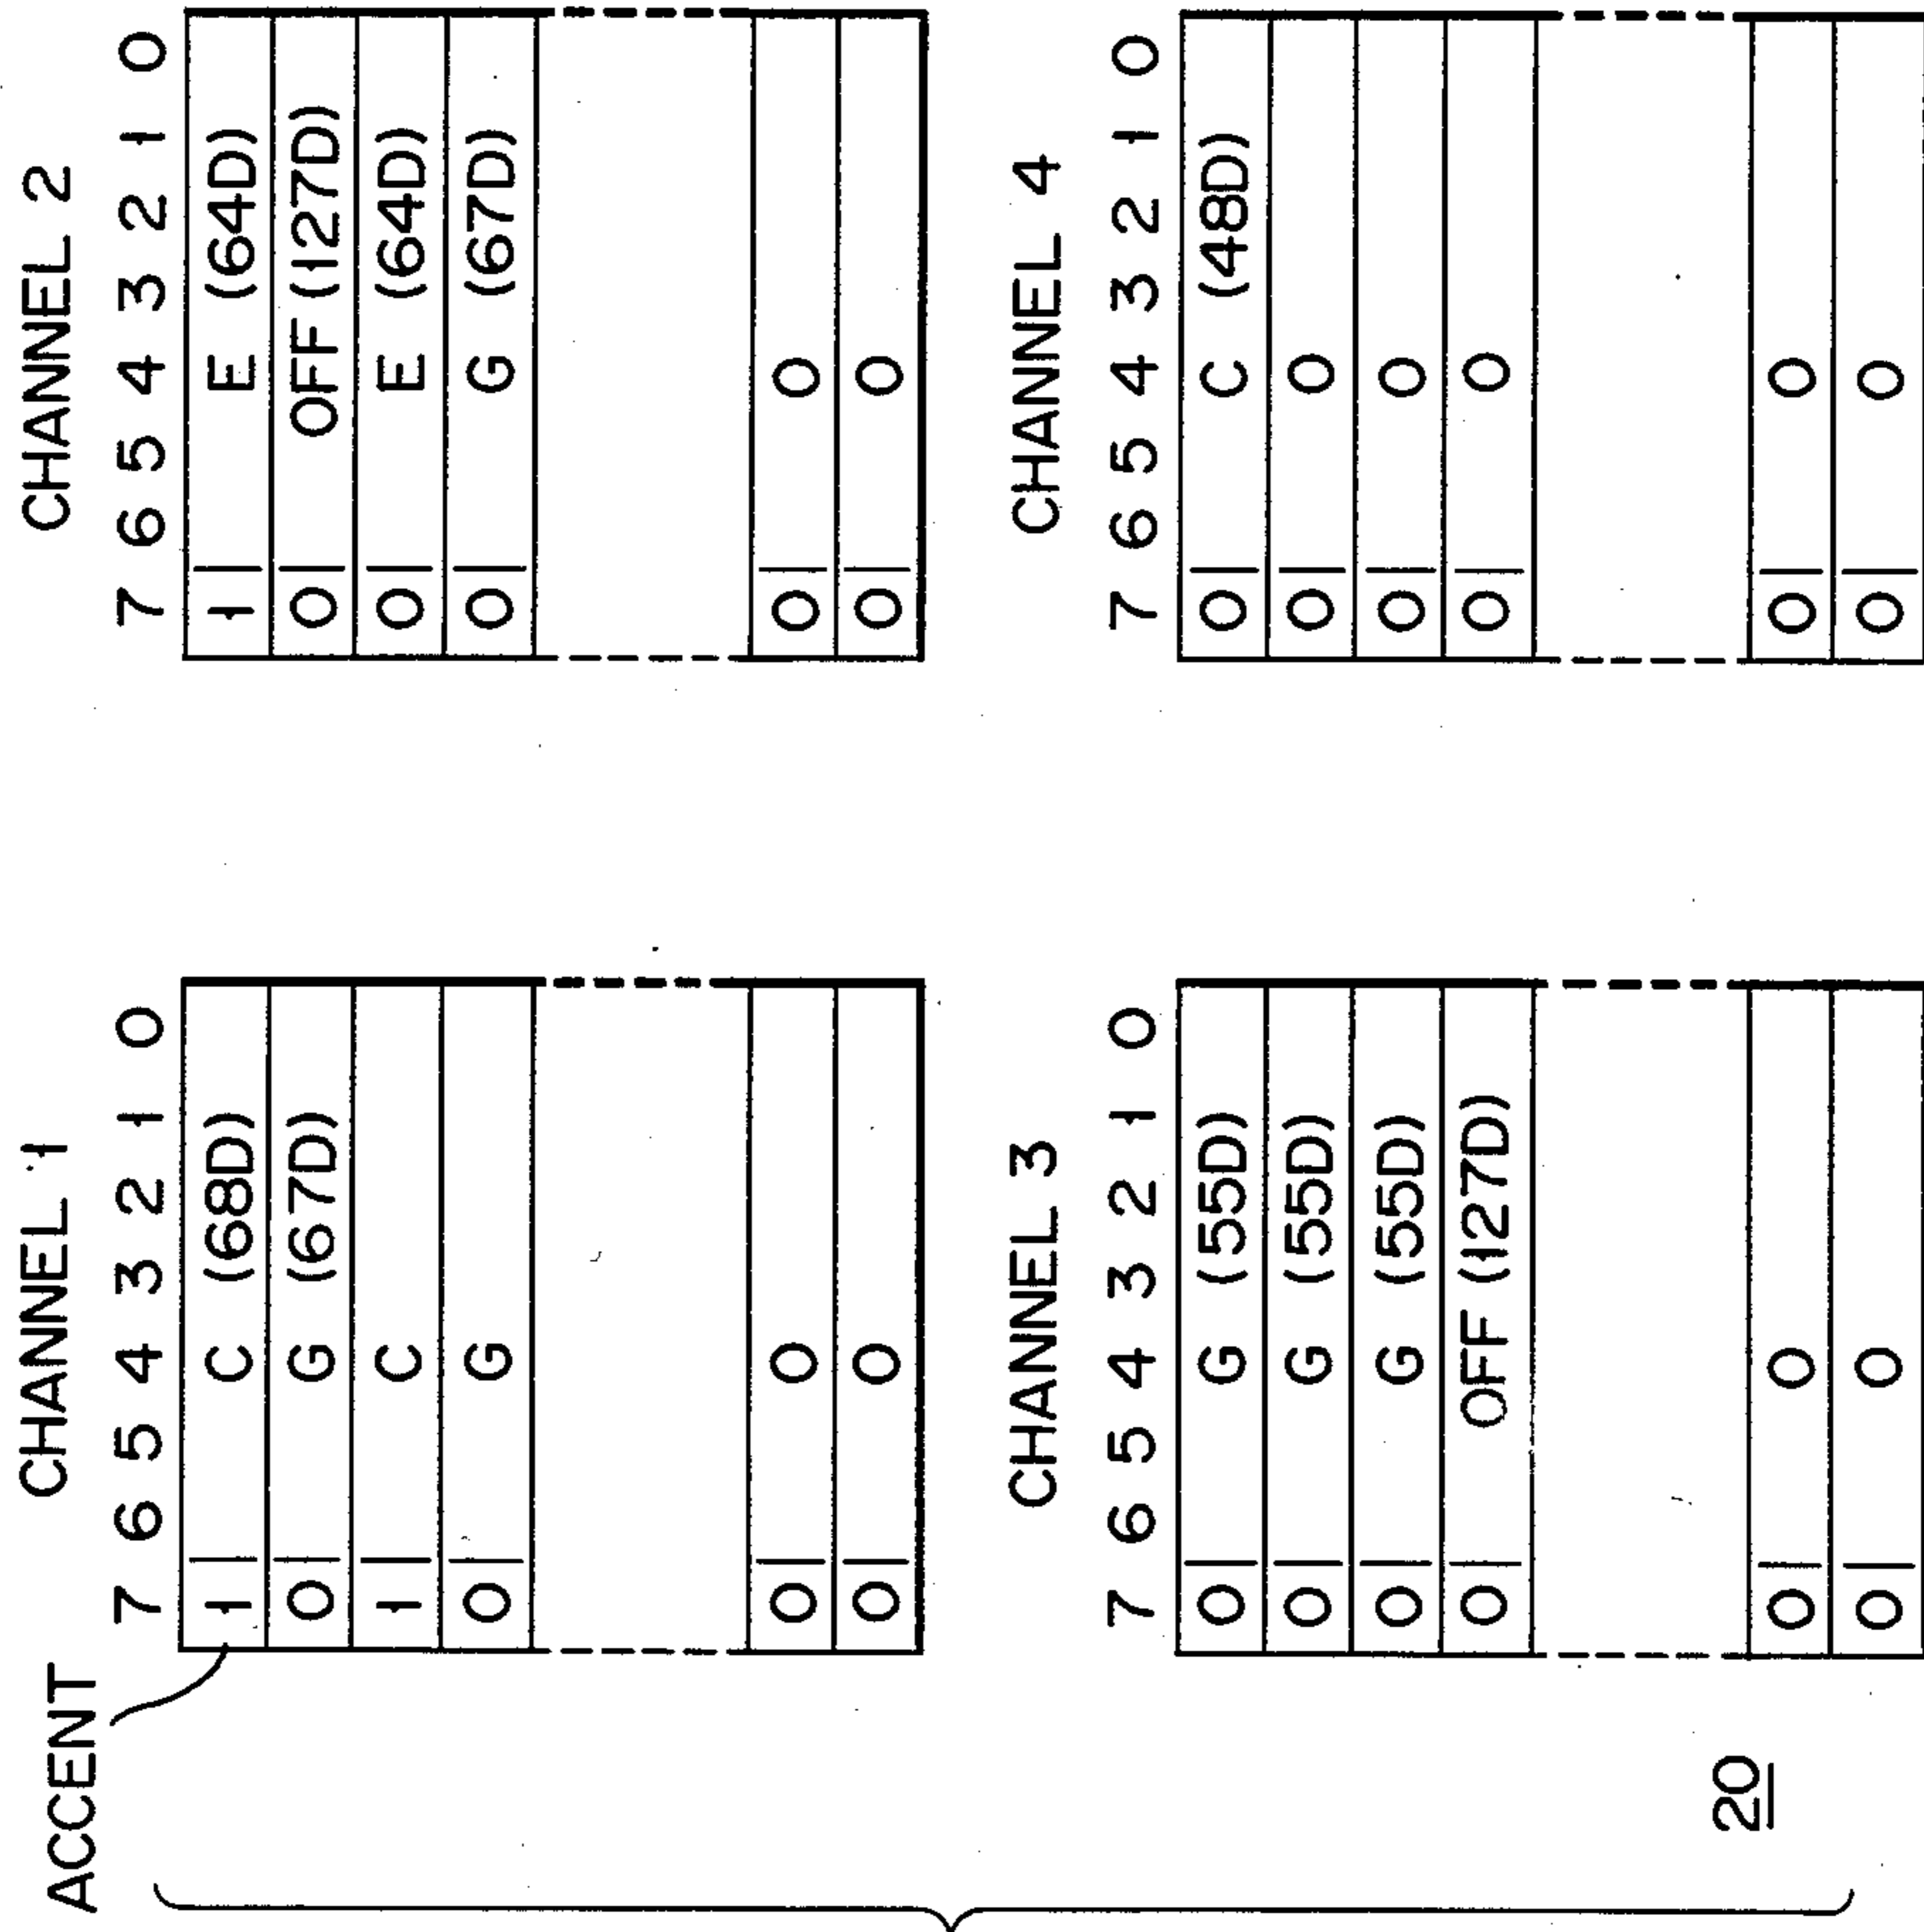 ACCENT
CHANNEL 1
7 6 5 4 3 2 1 0
1 C (68D)
0 G (67D)
1 C
0 G
0 0
0 0
CHANNEL 2
7 6 5 4 3 2 1 0
1 E (64D)
0 OFF (127D)
0 E (64D)
0 G (67D)
0 0
0 0
CHANNEL 3
7 6 5 4 3 2 1 0
0 G (55D)
0 G (55D)
0 G (55D)
0 OFF (127D)
0 0
0 0
CHANNEL 4
7 6 5 4 3 2 1 0
0 C (48D)
0 0
0 0
0 0
0 0
0 0
20